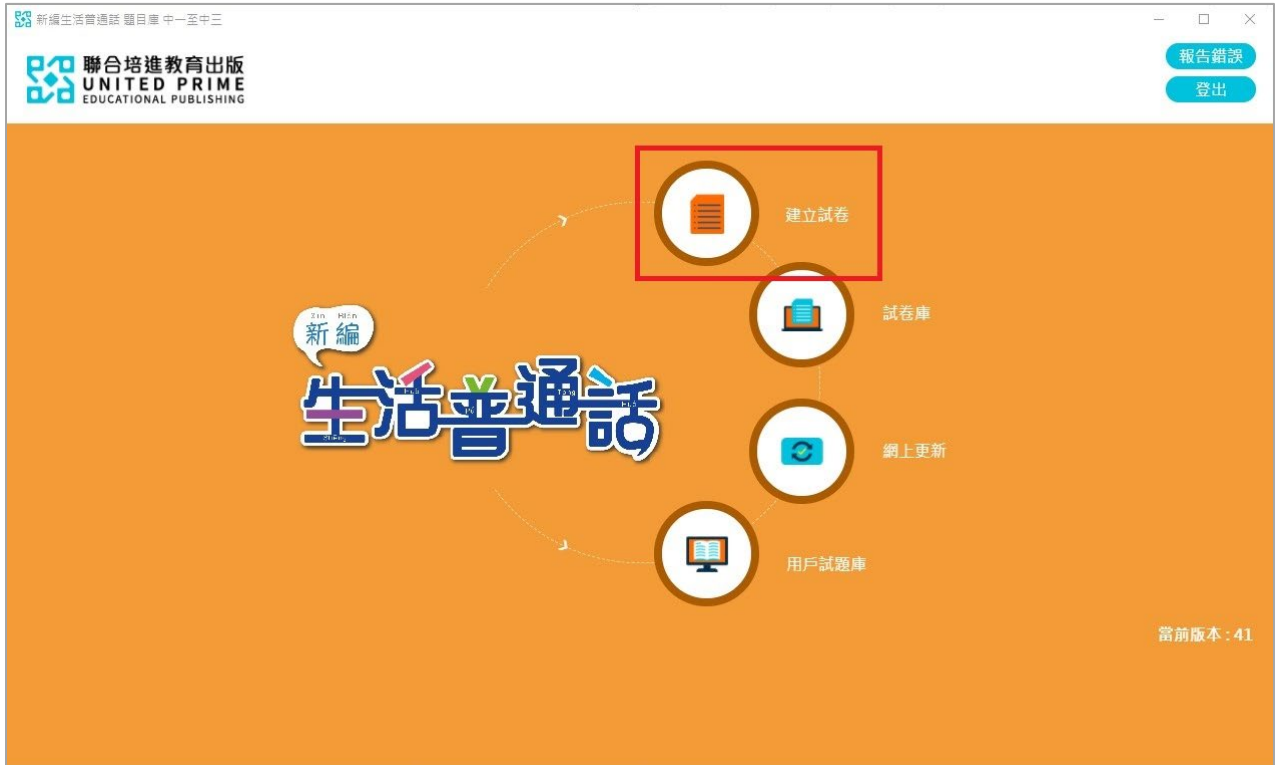 新編生活普通話 題目庫 中一至中三
聯合培進教育出版
UNITED PRIME
EDUCATIONAL PUBLISHING
報告錯誤
登出
建立試卷
試卷庫
Xin Biān
新編
生活普通話
網上更新
用戶試題庫
當前版本 : 41